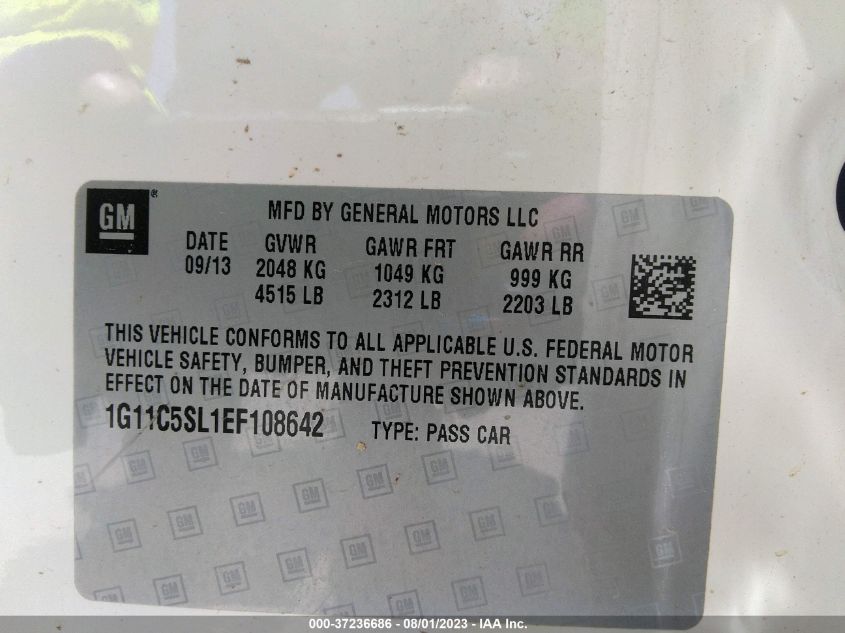 GM ®
MFD BY GENERAL MOTORS LLC
DATE GVWR GAWR FRT GAWR RR
09/13 2048 KG 1049 KG 999 KG
4515 LB 2312 LB 2203 LB
THIS VEHICLE CONFORMS TO ALL APPLICABLE U.S. FEDERAL MOTOR
VEHICLE SAFETY, BUMPER, AND THEFT PREVENTION STANDARDS IN
EFFECT ON THE DATE OF MANUFACTURE SHOWN ABOVE.
1G11C5SL1EF108642 TYPE: PASS CAR
000-37236686 - 08/01/2023 - IAA Inc.